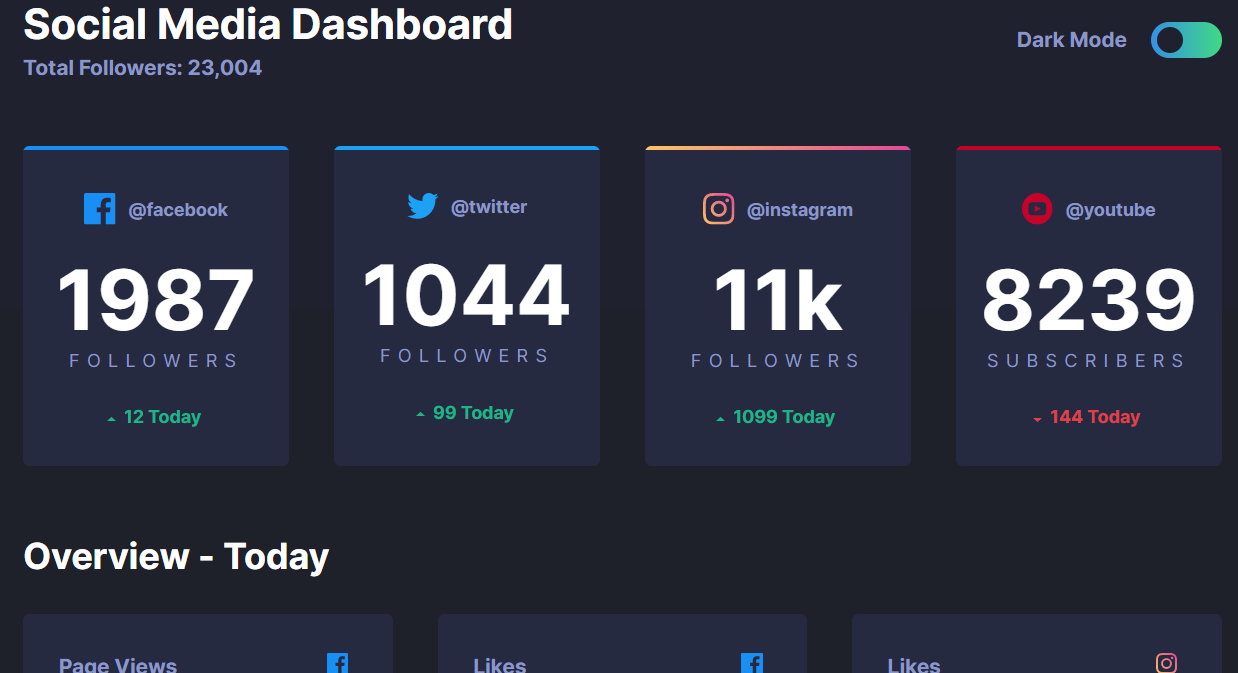 Social Media Dashboard
Total Followers: 23,004
Dark Mode
@facebook
1987
FOLLOWERS
12 Today
@twitter
1044
FOLLOWERS
99 Today
@instagram
11k
FOLLOWERS
1099 Today
@youtube
8239
SUBSCRIBERS
144 Today
Overview - Today
Page Views
Likes
Likes